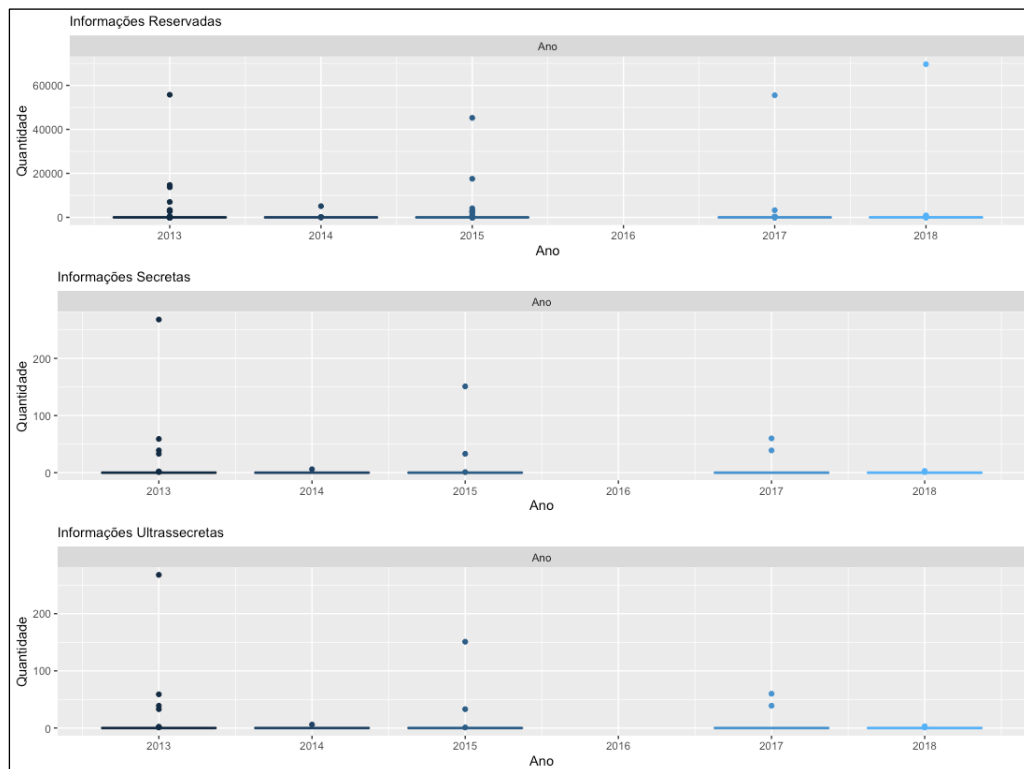 Informações Reservadas
Ano
Quantidade
60000
40000
20000
0
2013 2014 2015 2016 2017 2018
Ano
Informações Secretas
Ano
Quantidade
200
100
0
2013 2014 2015 2016 2017 2018
Ano
Informações Ultrassecretas
Ano
Quantidade
200
100
0
2013 2014 2015 2016 2017 2018
Ano